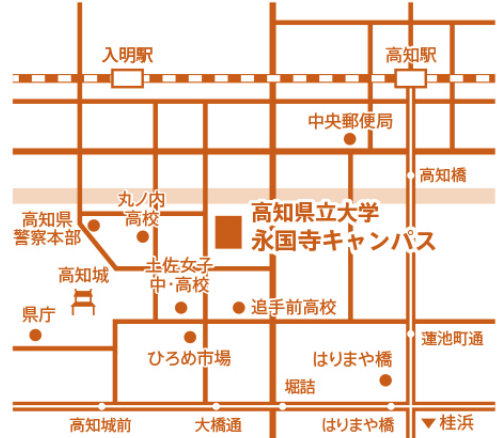 入明駅
高知駅
中央郵便局
高知橋
丸ノ内
高校
高知県
警察本部
高知県立大学
永国寺キャンパス
高知城
土佐女子
中・高校
県庁
追手前高校
ひろめ市場
はりまや橋
蓮池町通
堀詰
高知城前
大橋通
はりまや橋
▼桂浜